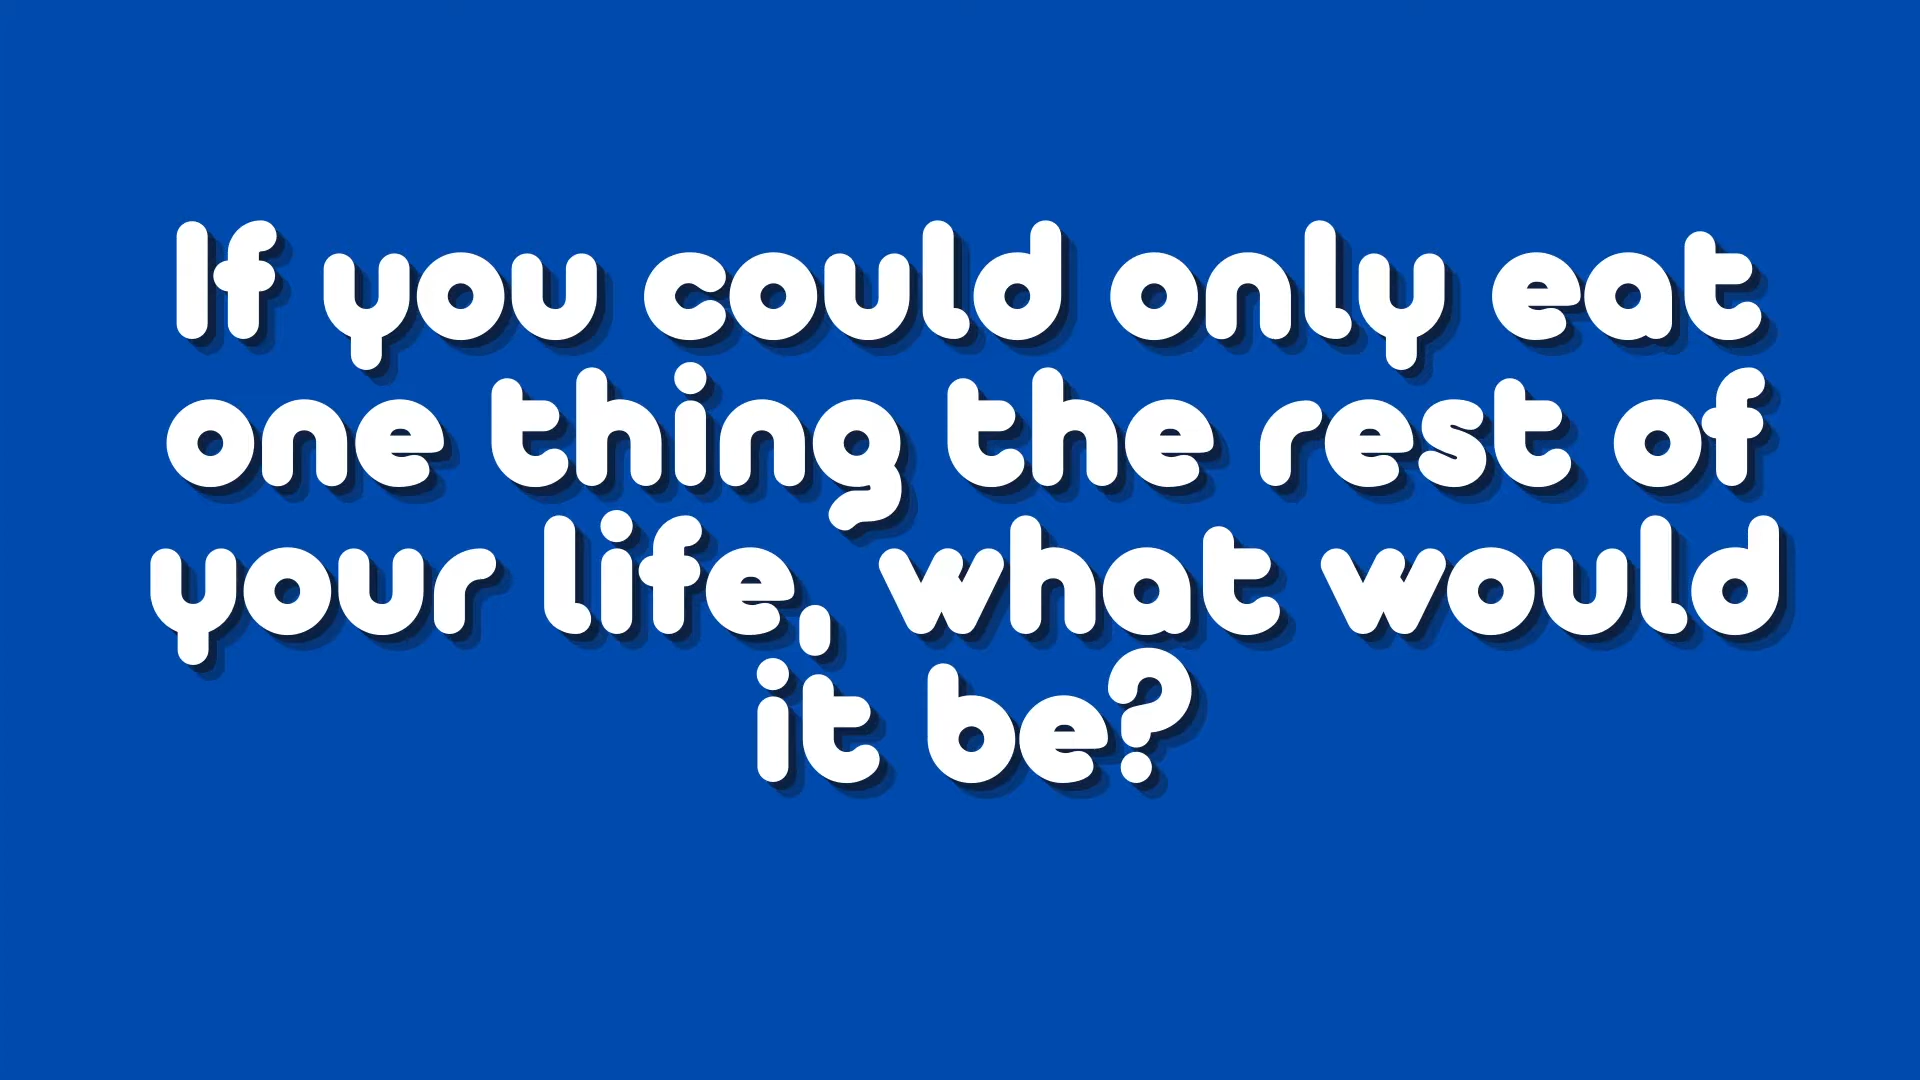 If you could only eat
one thing the rest of
your life, what would
it be?